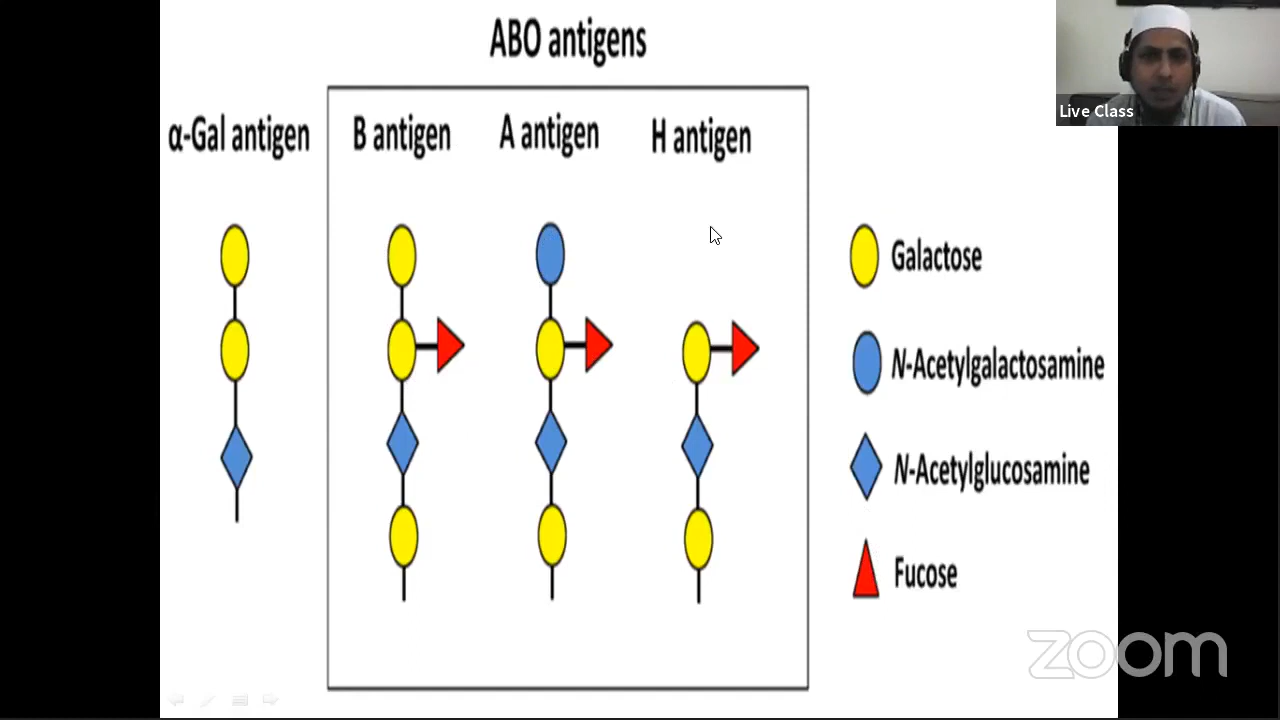 ABO antigens
α-Gal antigen
B antigen
A antigen
H antigen
Galactose
N-Acetylgalactosamine
N-Acetylglucosamine
Fucose
Live Class
zoom